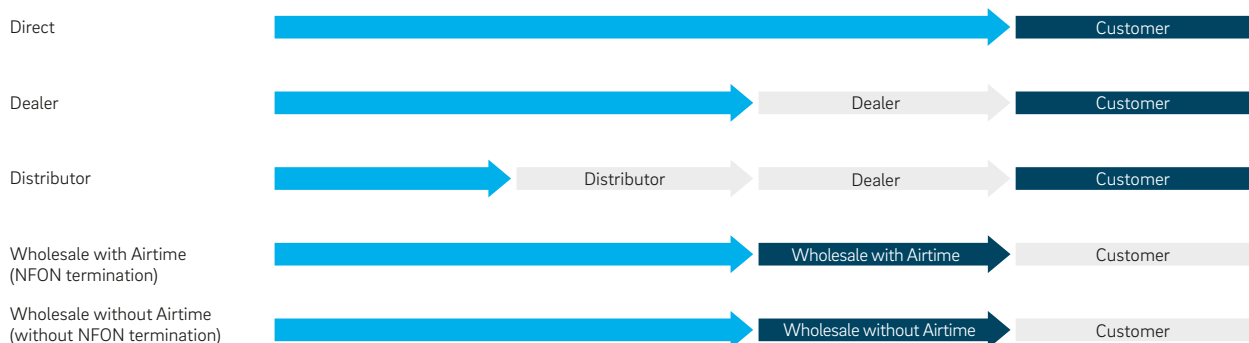 Direct
Customer
Dealer
Dealer
Customer
Distributor
Distributor
Dealer
Customer
Wholesale with Airtime
(NFON termination)
Wholesale with Airtime
Customer
Wholesale without Airtime
(without NFON termination)
Wholesale without Airtime
Customer